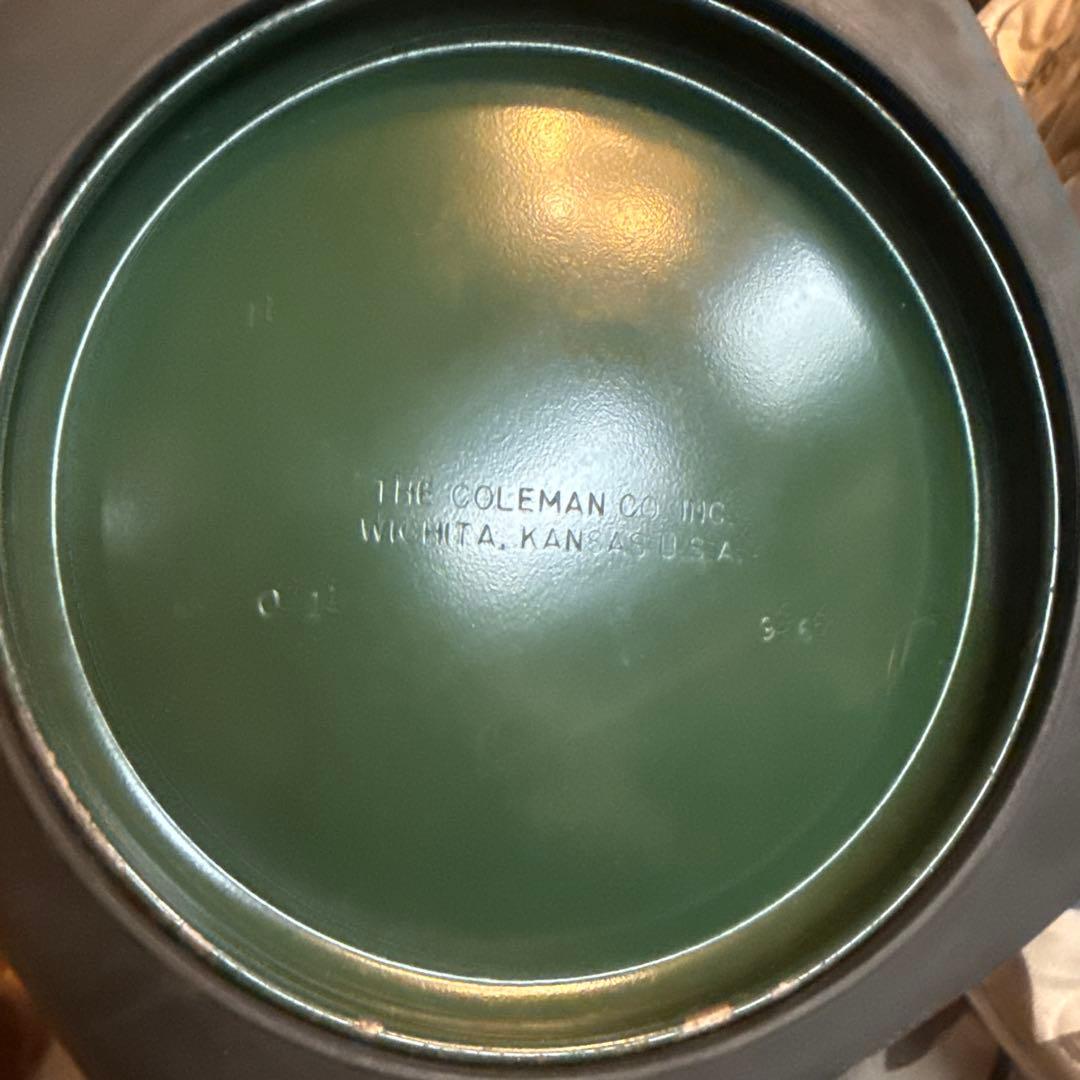 THE COLEMAN CO. INC.
WICHITA, KANSAS U.S.A.